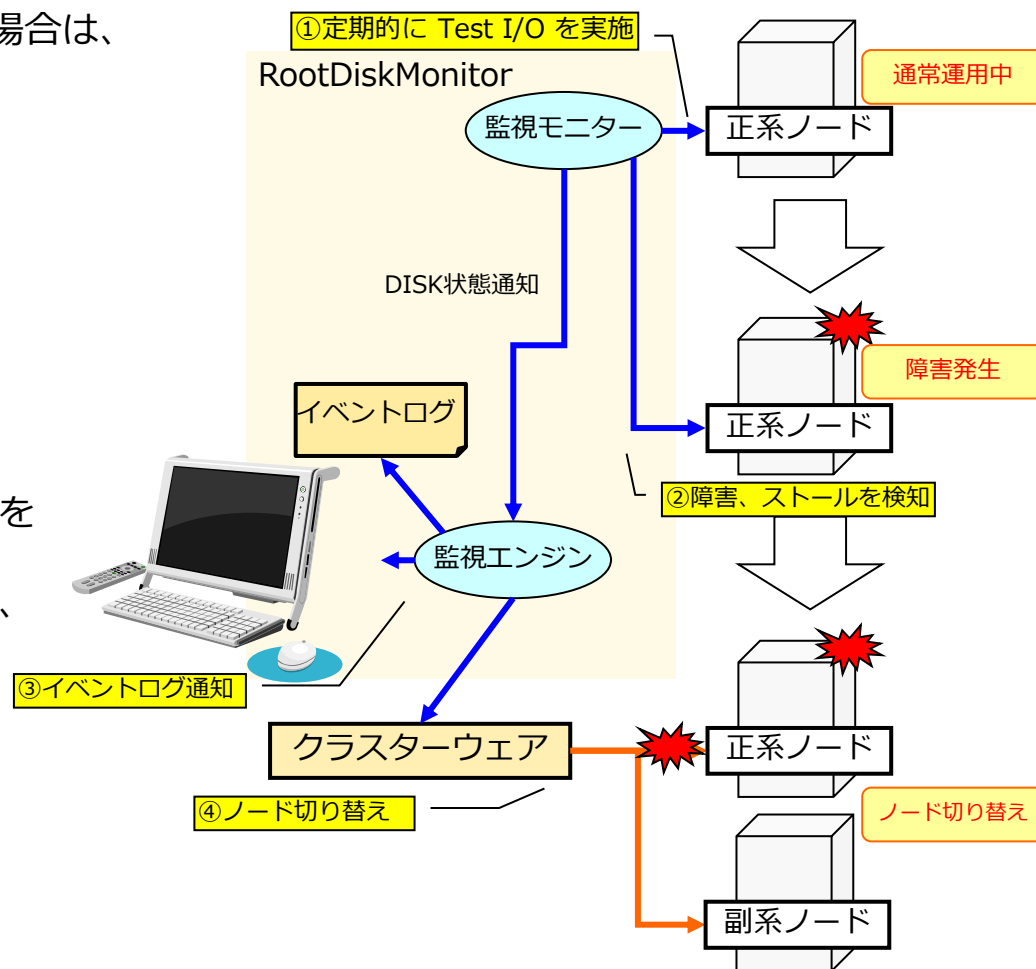 場合は、
①定期的に Test I/O を実施
RootDiskMonitor
通常運用中
監視モニター
正系ノード
DISK状態通知
障害発生
イベントログ
正系ノード
②障害、ストールを検知
を
監視エンジン
、
③イベントログ通知
クラスターウェア
正系ノード
④ノード切り替え
ノード切り替え
副系ノード